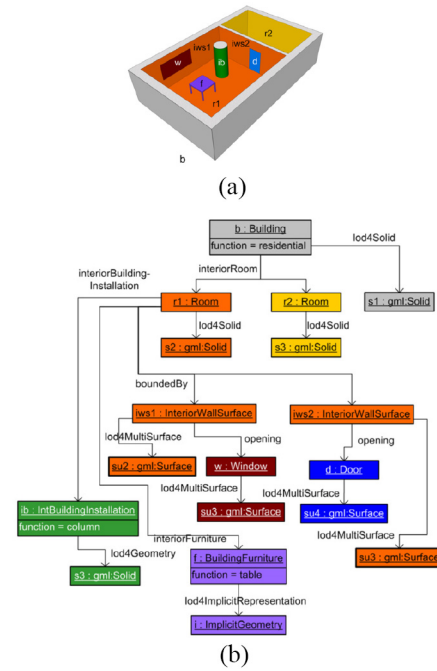 iws1
iws2
r2
w
ib
d
f
r1
b
(a)
b : Building
function = residential
lod4Solid
interiorBuilding-
Installation
interiorRoom
r1 : Room
r2 : Room
s1 : gml:Solid
lod4Solid
lod4Solid
s2 : gml:Solid
s3 : gml:Solid
boundedBy
iws1 : InteriorWallSurface
iws2 : InteriorWallSurface
lod4MultiSurface
opening
opening
su2 : gml:Surface
w : Window
d : Door
lod4MultiSurface
lod4MultiSurface
ib : IntBuildingInstallation
function = column
su3 : gml:Surface
su4 : gml:Surface
lod4MultiSurface
interiorFurniture
lod4Geometry
f : BuildingFurniture
function = table
su3 : gml:Surface
s3 : gml:Solid
lod4ImplicitRepresentation
i : ImplicitGeometry
(b)